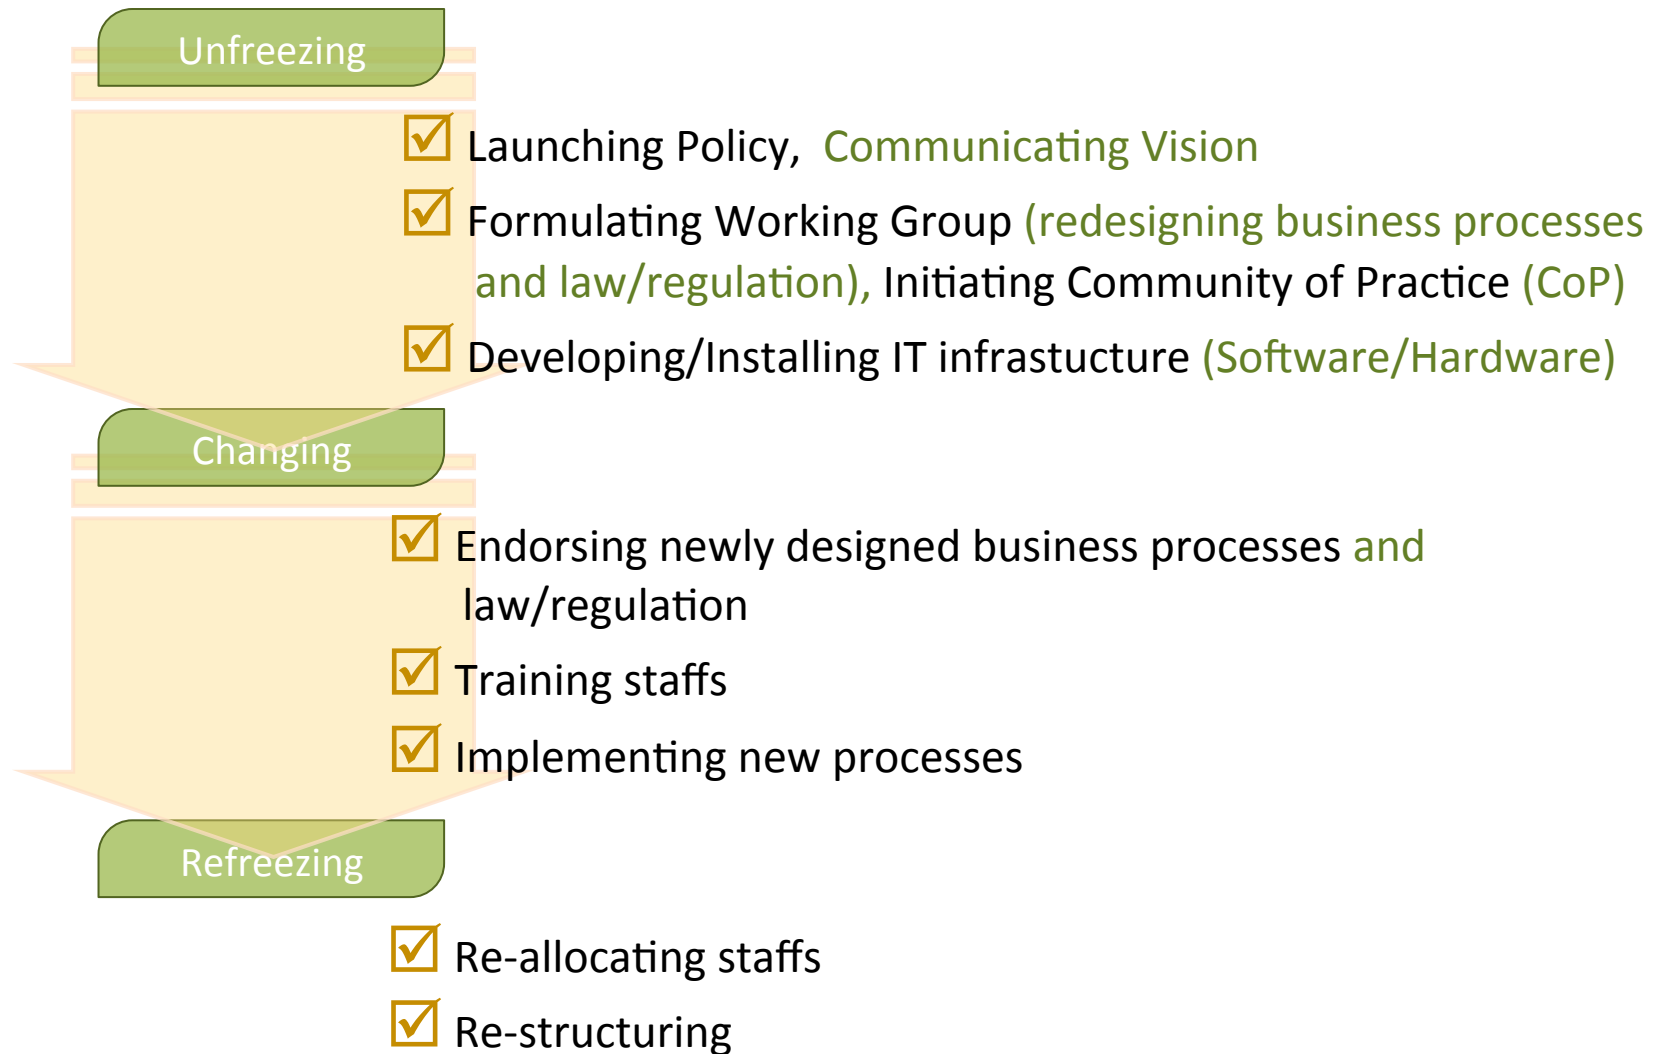 Unfreezing
Launching Policy, Communicating Vision
Formulating Working Group (redesigning business processes
and law/regulation), Initiating Community of Practice (CoP)
Developing/Installing IT infrastucture (Software/Hardware)
Changing
Endorsing newly designed business processes and
law/regulation
Training staffs
Implementing new processes
Refreezing
Re-allocating staffs
Re-structuring